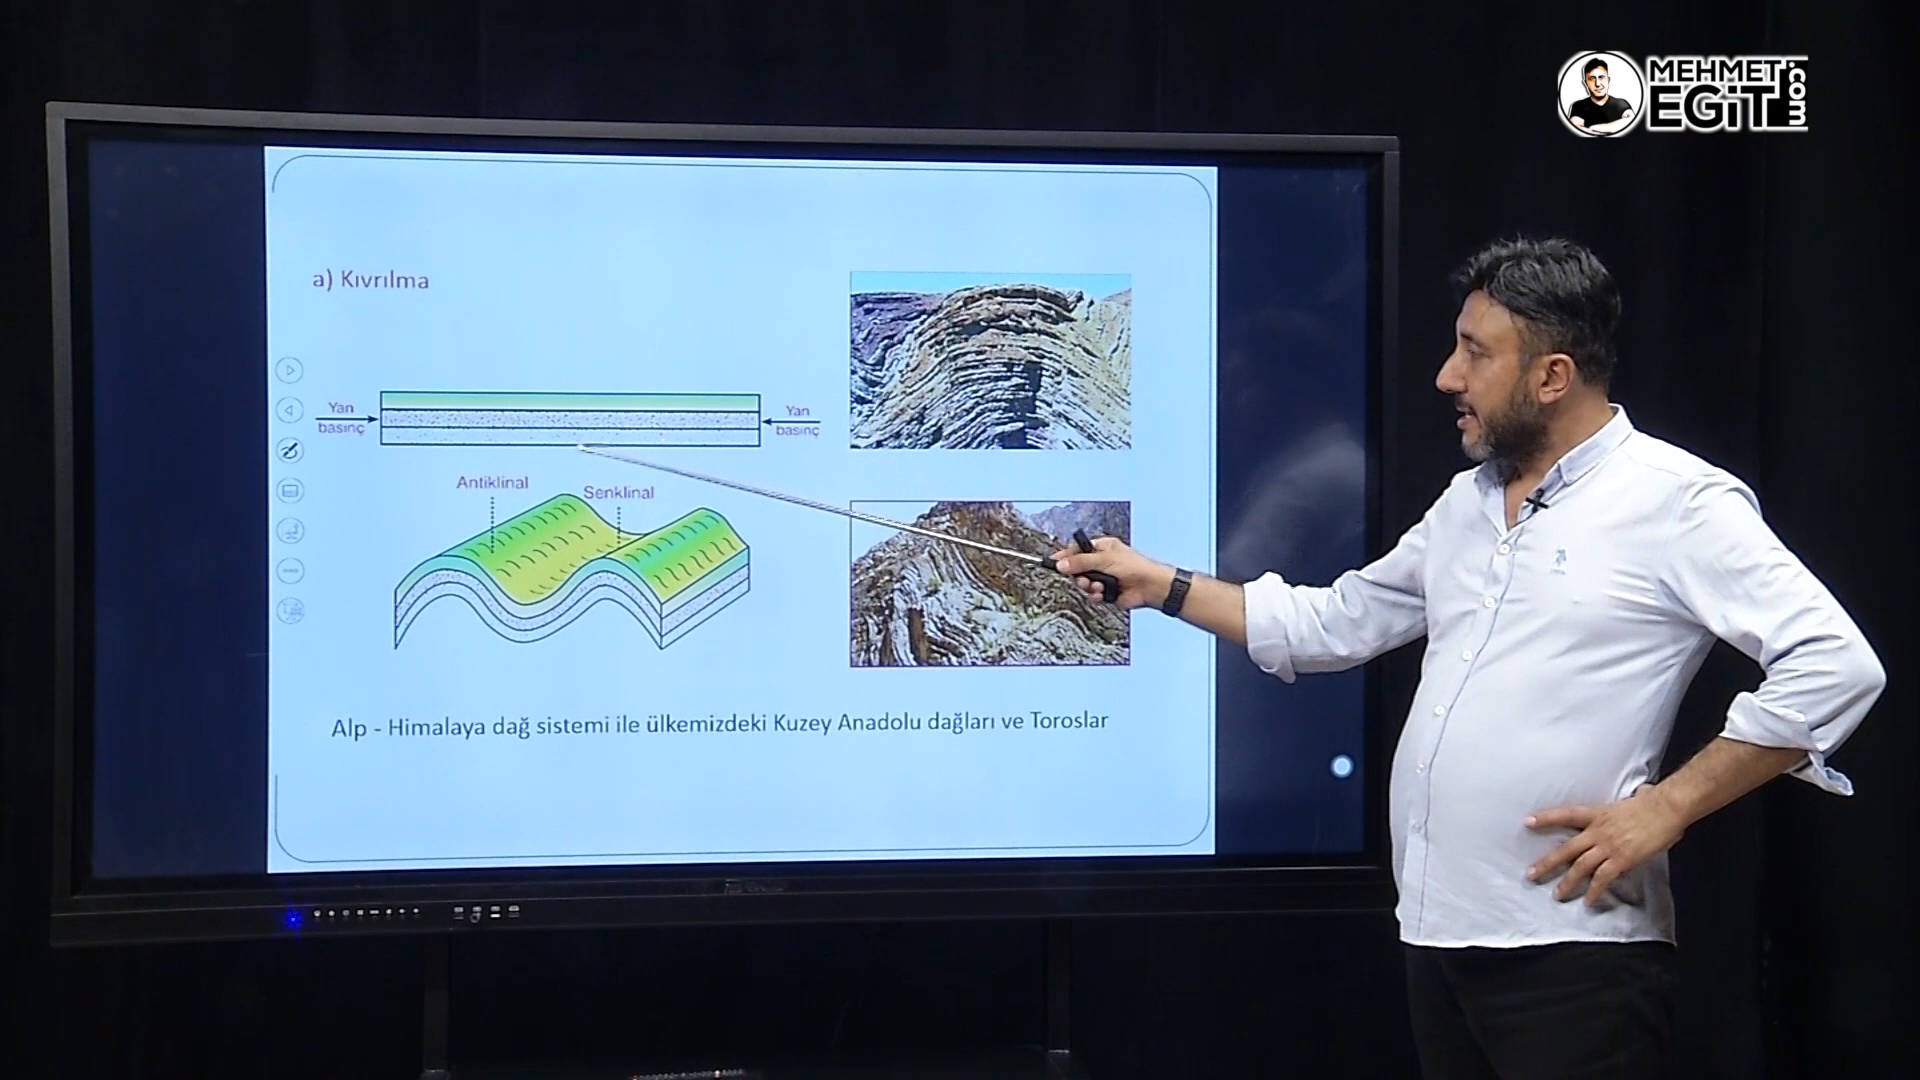 MEHMET
EGiT
.com
a) Kıvrılma
Yan
basınç
Yan
basınç
Antiklinal
Senklinal
Alp - Himalaya dağ sistemi ile ülkemizdeki Kuzey Anadolu dağları ve Toroslar